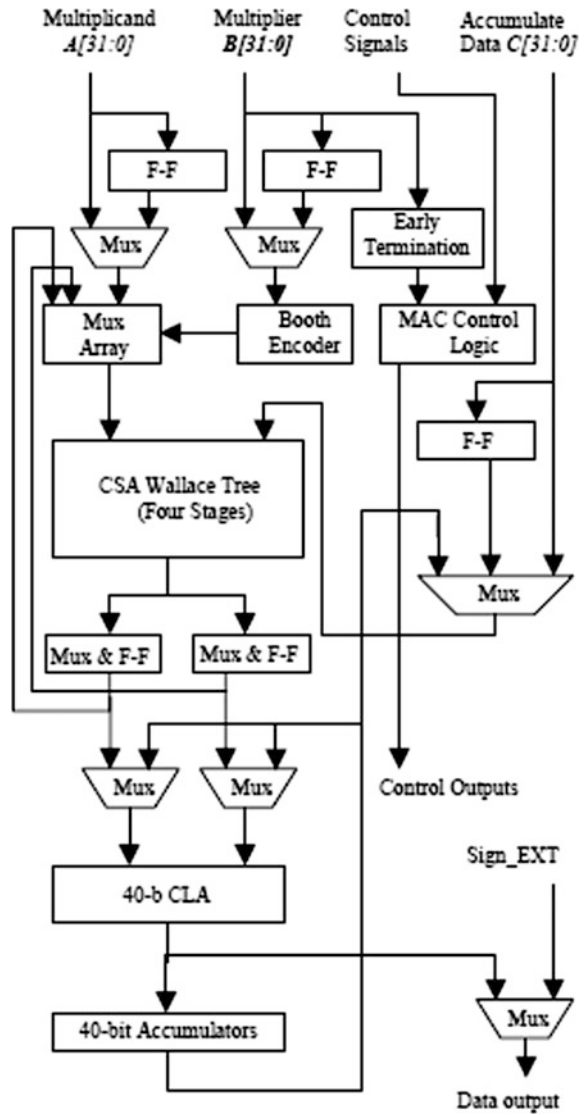 Multiplicand
A[31:0]
Multiplier
B[31:0]
Control
Signals
Accumulate
Data C[31:0]
F-F
F-F
Mux
Mux
Early
Termination
Mux
Array
Booth
Encoder
MAC Control
Logic
F-F
CSA Wallace Tree
(Four Stages)
Mux
Mux & F-F
Mux & F-F
Mux
Mux
Control Outputs
Sign_EXT
40-b CLA
40-bit Accumulators
Mux
Data output